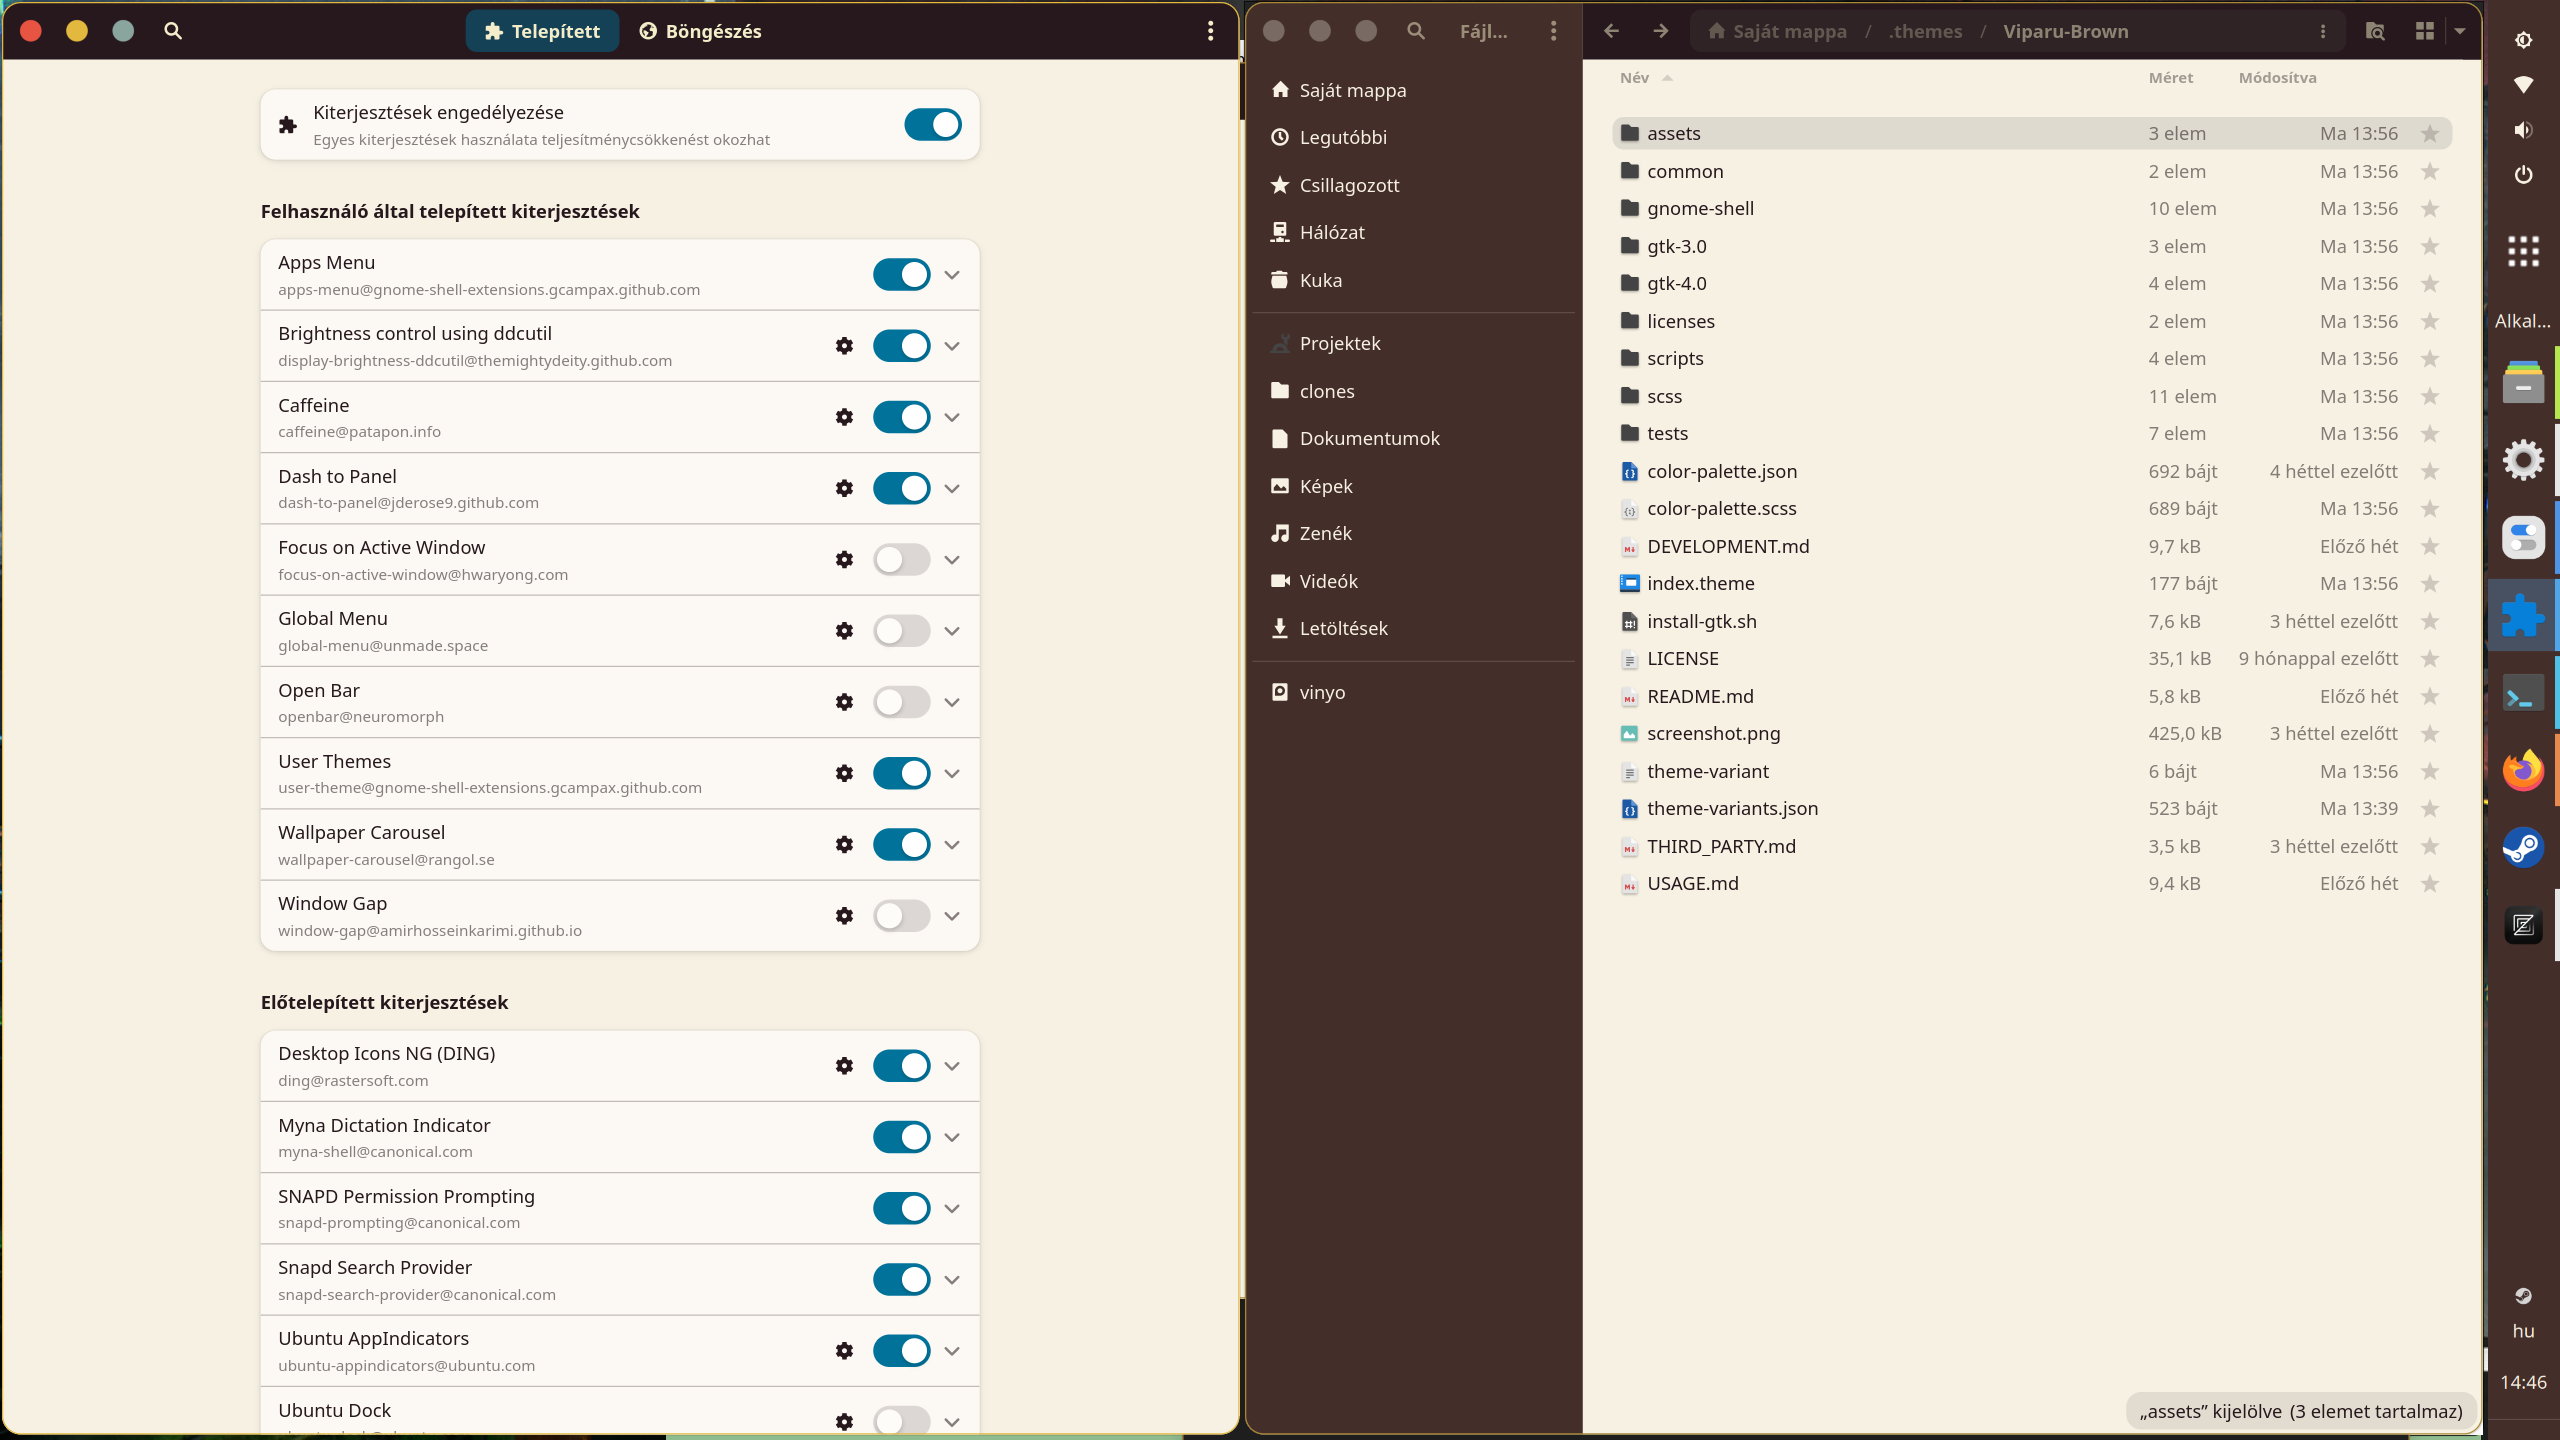 Telepített
Böngészés
Kiterjesztések engedélyezése
Egyes kiterjesztések használata teljesítménycsökkenést okozhat
Felhasználó által telepített kiterjesztések
Apps Menu
apps-menu@gnome-shell-extensions.gcampax.github.com
Brightness control using ddcutil
display-brightness-ddcutil@themightydeity.github.com
Caffeine
caffeine@patapon.info
Dash to Panel
dash-to-panel@jderose9.github.com
Focus on Active Window
focus-on-active-window@hwaryong.com
Global Menu
global-menu@unmade.space
Open Bar
openbar@neuromorph
User Themes
user-theme@gnome-shell-extensions.gcampax.github.com
Wallpaper Carousel
wallpaper-carousel@rangol.se
Window Gap
window-gap@amirhosseinkarimi.github.io
Előtelepített kiterjesztések
Desktop Icons NG (DING)
ding@rastersoft.com
Myna Dictation Indicator
myna-shell@canonical.com
SNAPD Permission Prompting
snapd-prompting@canonical.com
Snapd Search Provider
snapd-search-provider@canonical.com
Ubuntu AppIndicators
ubuntu-appindicators@ubuntu.com
Ubuntu Dock
Fájl...
Saját mappa
Legutóbbi
Csillagozott
Hálózat
Kuka
Projektek
clones
Dokumentumok
Képek
Zenék
Videók
Letöltések
vinyo
Saját mappa / .themes / Viparu-Brown
Név Méret Módosítva
assets 3 elem Ma 13:56
common 2 elem Ma 13:56
gnome-shell 10 elem Ma 13:56
gtk-3.0 3 elem Ma 13:56
gtk-4.0 4 elem Ma 13:56
licenses 2 elem Ma 13:56
scripts 4 elem Ma 13:56
scss 11 elem Ma 13:56
tests 7 elem Ma 13:56
color-palette.json 692 bájt 4 héttel ezelőtt
color-palette.scss 689 bájt Ma 13:56
DEVELOPMENT.md 9,7 kB Előző hét
index.theme 177 bájt Ma 13:56
install-gtk.sh 7,6 kB 3 héttel ezelőtt
LICENSE 35,1 kB 9 hónappal ezelőtt
README.md 5,8 kB Előző hét
screenshot.png 425,0 kB 3 héttel ezelőtt
theme-variant 6 bájt Ma 13:56
theme-variants.json 523 bájt Ma 13:39
THIRD_PARTY.md 3,5 kB 3 héttel ezelőtt
USAGE.md 9,4 kB Előző hét
„assets” kijelölve (3 elemet tartalmaz)
Alkal...
hu
14:46